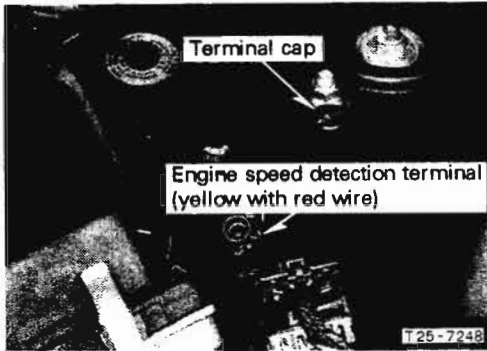 Terminal cap
Engine speed detection terminal
(yellow with red wire)
T25-7248